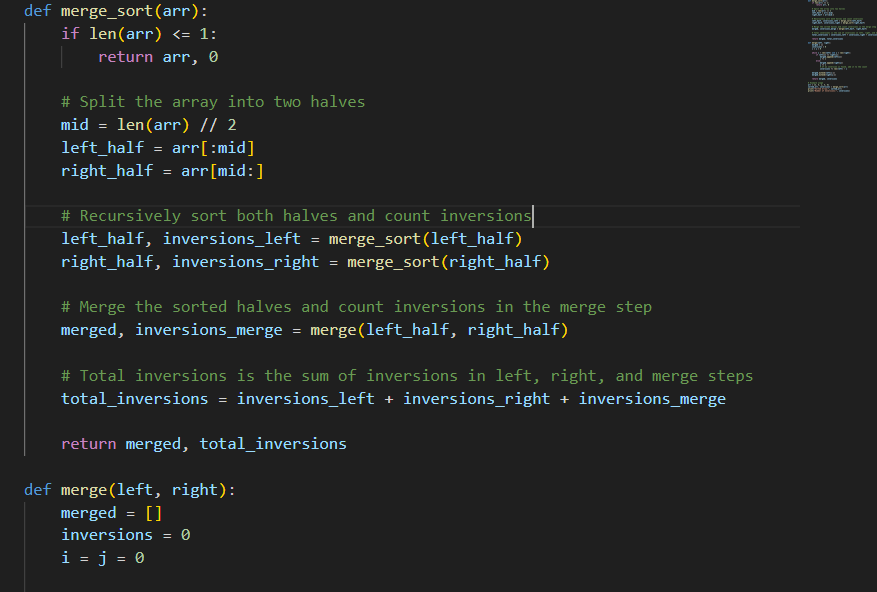 def merge_sort(arr):
    if len(arr) <= 1:
        return arr, 0
    # Split the array into two halves
    mid = len(arr) // 2
    left_half = arr[:mid]
    right_half = arr[mid:]
    # Recursively sort both halves and count inversions
    left_half, inversions_left = merge_sort(left_half)
    right_half, inversions_right = merge_sort(right_half)
    # Merge the sorted halves and count inversions in the merge step
    merged, inversions_merge = merge(left_half, right_half)
    # Total inversions is the sum of inversions in left, right, and merge steps
    total_inversions = inversions_left + inversions_right + inversions_merge
    return merged, total_inversions
def merge(left, right):
    merged = []
    inversions = 0
    i = j = 0